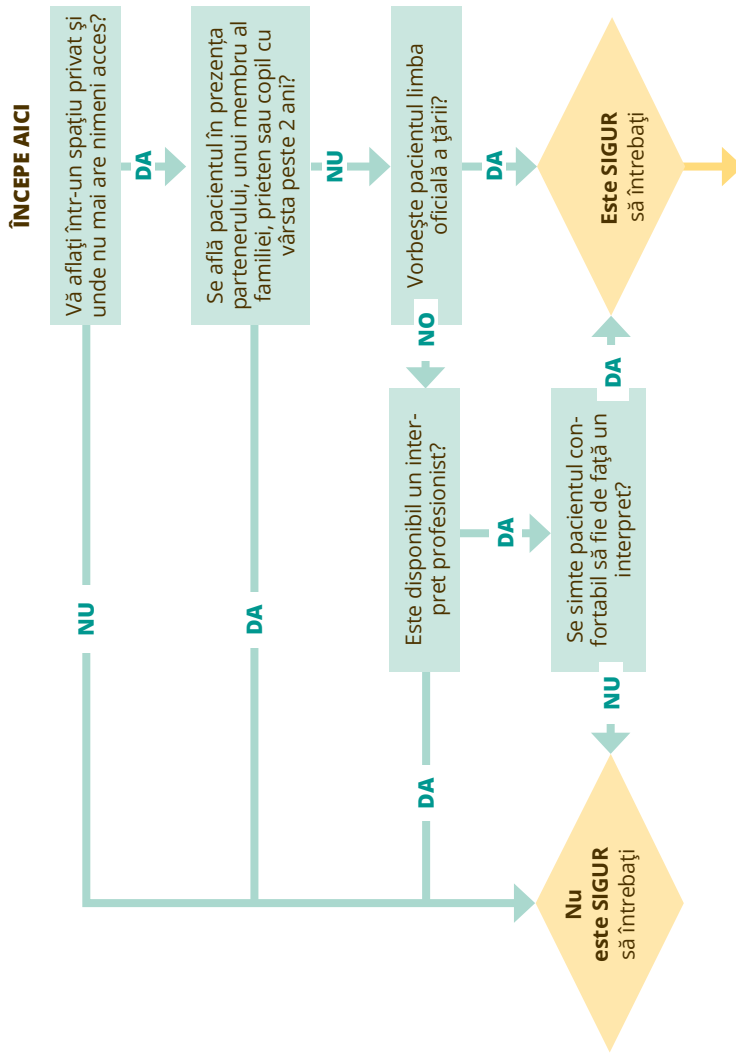 ÎNCEPE AICI
Vă aflaţi într-un spaţiu privat şi
unde nu mai are nimeni acces?
NU
DA
Se află pacientul în prezența
partenerului, unui membru al
familiei, prieten sau copil cu
vârsta peste 2 ani?
DA
NU
Vorbeşte pacientul limba
oficială a ţării?
NO
DA
Este disponibil un inter-
pret profesionist?
DA
DA
Se simte pacientul con-
fortabil să fie de faţă un
interpret?
NU
DA
Nu
este SIGUR
să întrebaţi
Este SIGUR
să întrebaţi